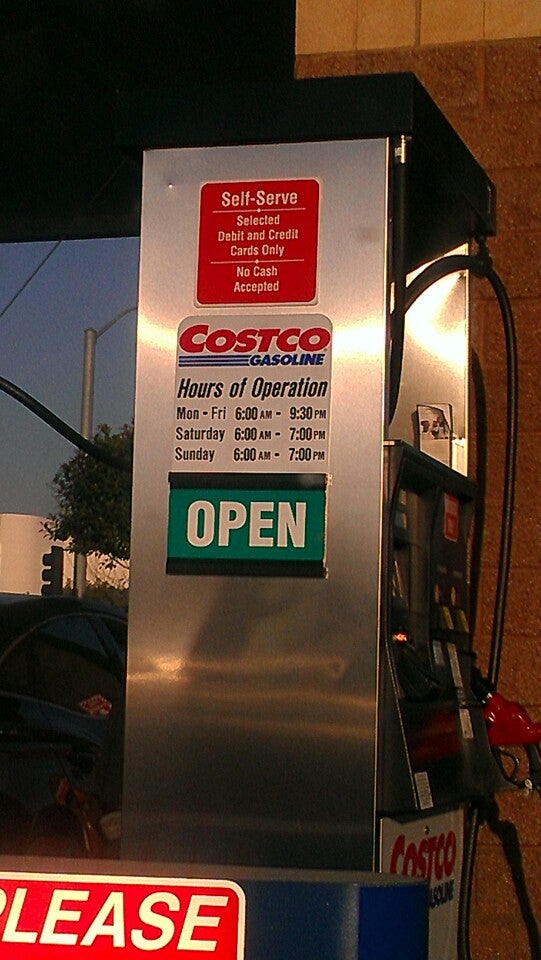 Self-Serve
Selected
Debit and Credit
Cards Only
No Cash
Accepted
COSTCO
GASOLINE
Hours of Operation
Mon - Fri 6:00 AM - 9:30 PM
Saturday 6:00 AM - 7:00 PM
Sunday 6:00 AM - 7:00 PM
OPEN
COSTCO
GASOLINE
PLEASE